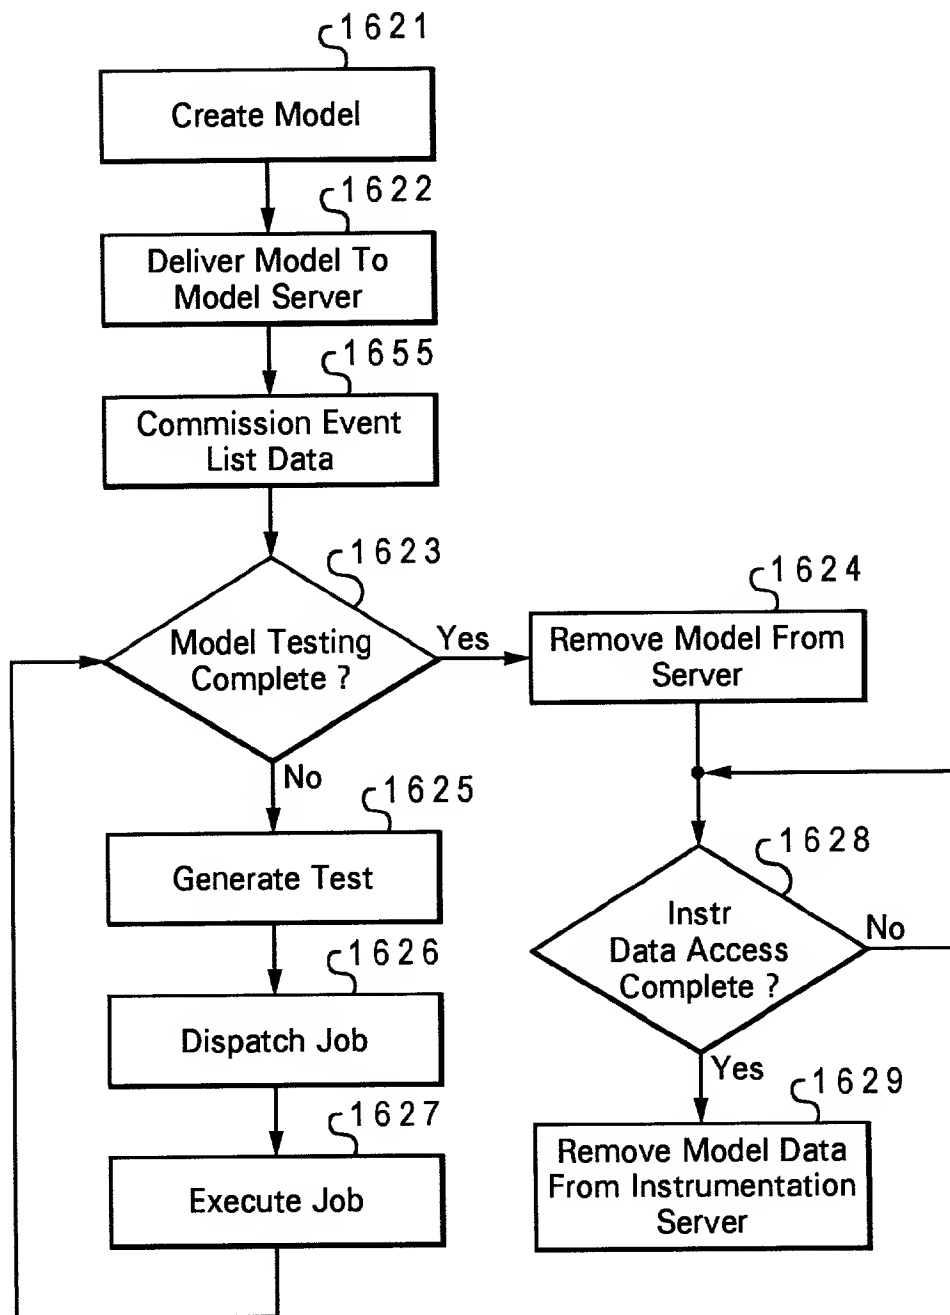 1621
Create Model
1622
Deliver Model To
Model Server
1655
Commission Event
List Data
1623
Model Testing
Complete ?
Yes
No
1624
Remove Model From
Server
1625
Generate Test
1626
Dispatch Job
1627
Execute Job
1628
Instr
Data Access
Complete ?
No
Yes
1629
Remove Model Data
From Instrumentation
Server